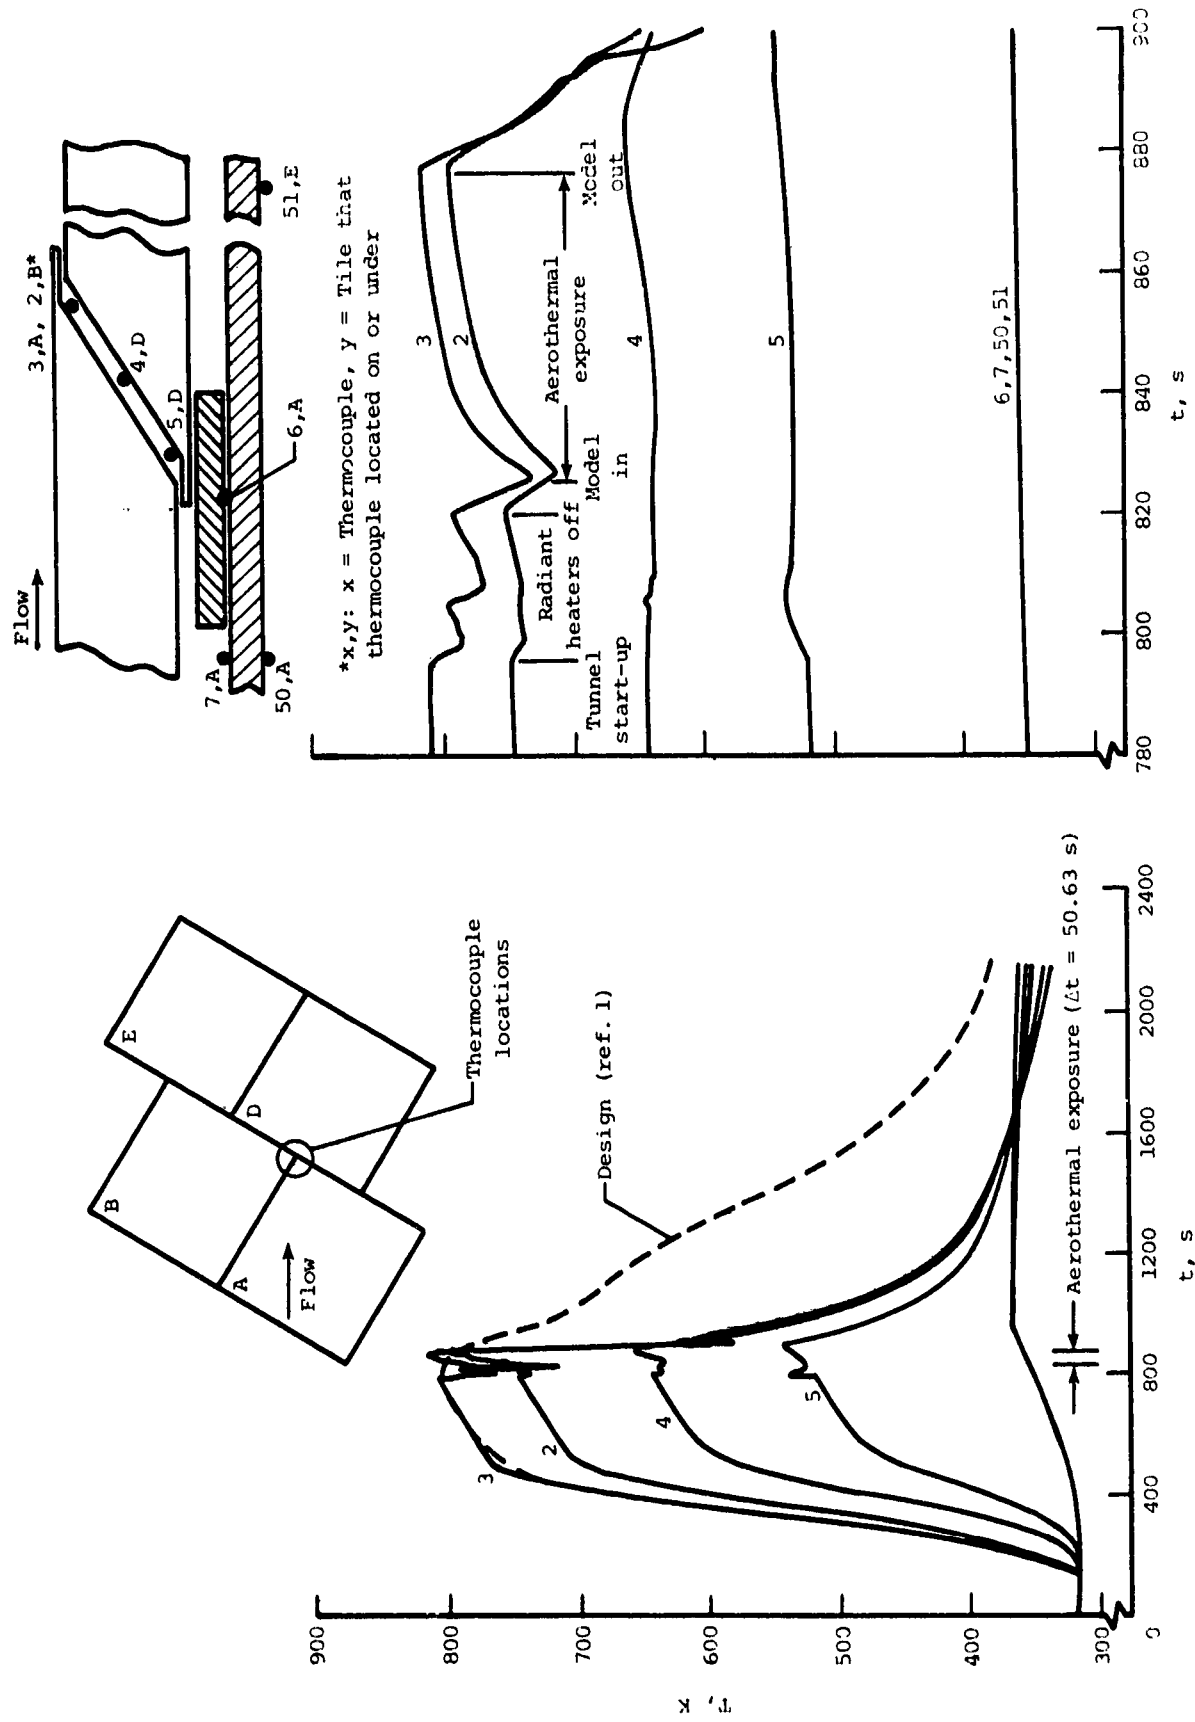 B
E
A
D
Flow
Thermocouple
locations
Design (ref. 1)
3
2
4
5
Aerothermal exposure (Δt = 50.63 s)
T, K
900
800
700
600
500
400
300
0
400
800
1200
1600
2000
2400
t, s
Flow
3,A, 2,B*
4,D
5,D
6,A
7,A
50,A
51,E
*x,y: x = Thermocouple, y = Tile that
thermocouple located on or under
3
2
4
5
6,7,50,51
Tunnel
start-up
Radiant
heaters off
Model
in
Aerothermal
exposure
Model
out
780
800
820
840
860
880
900
t, s